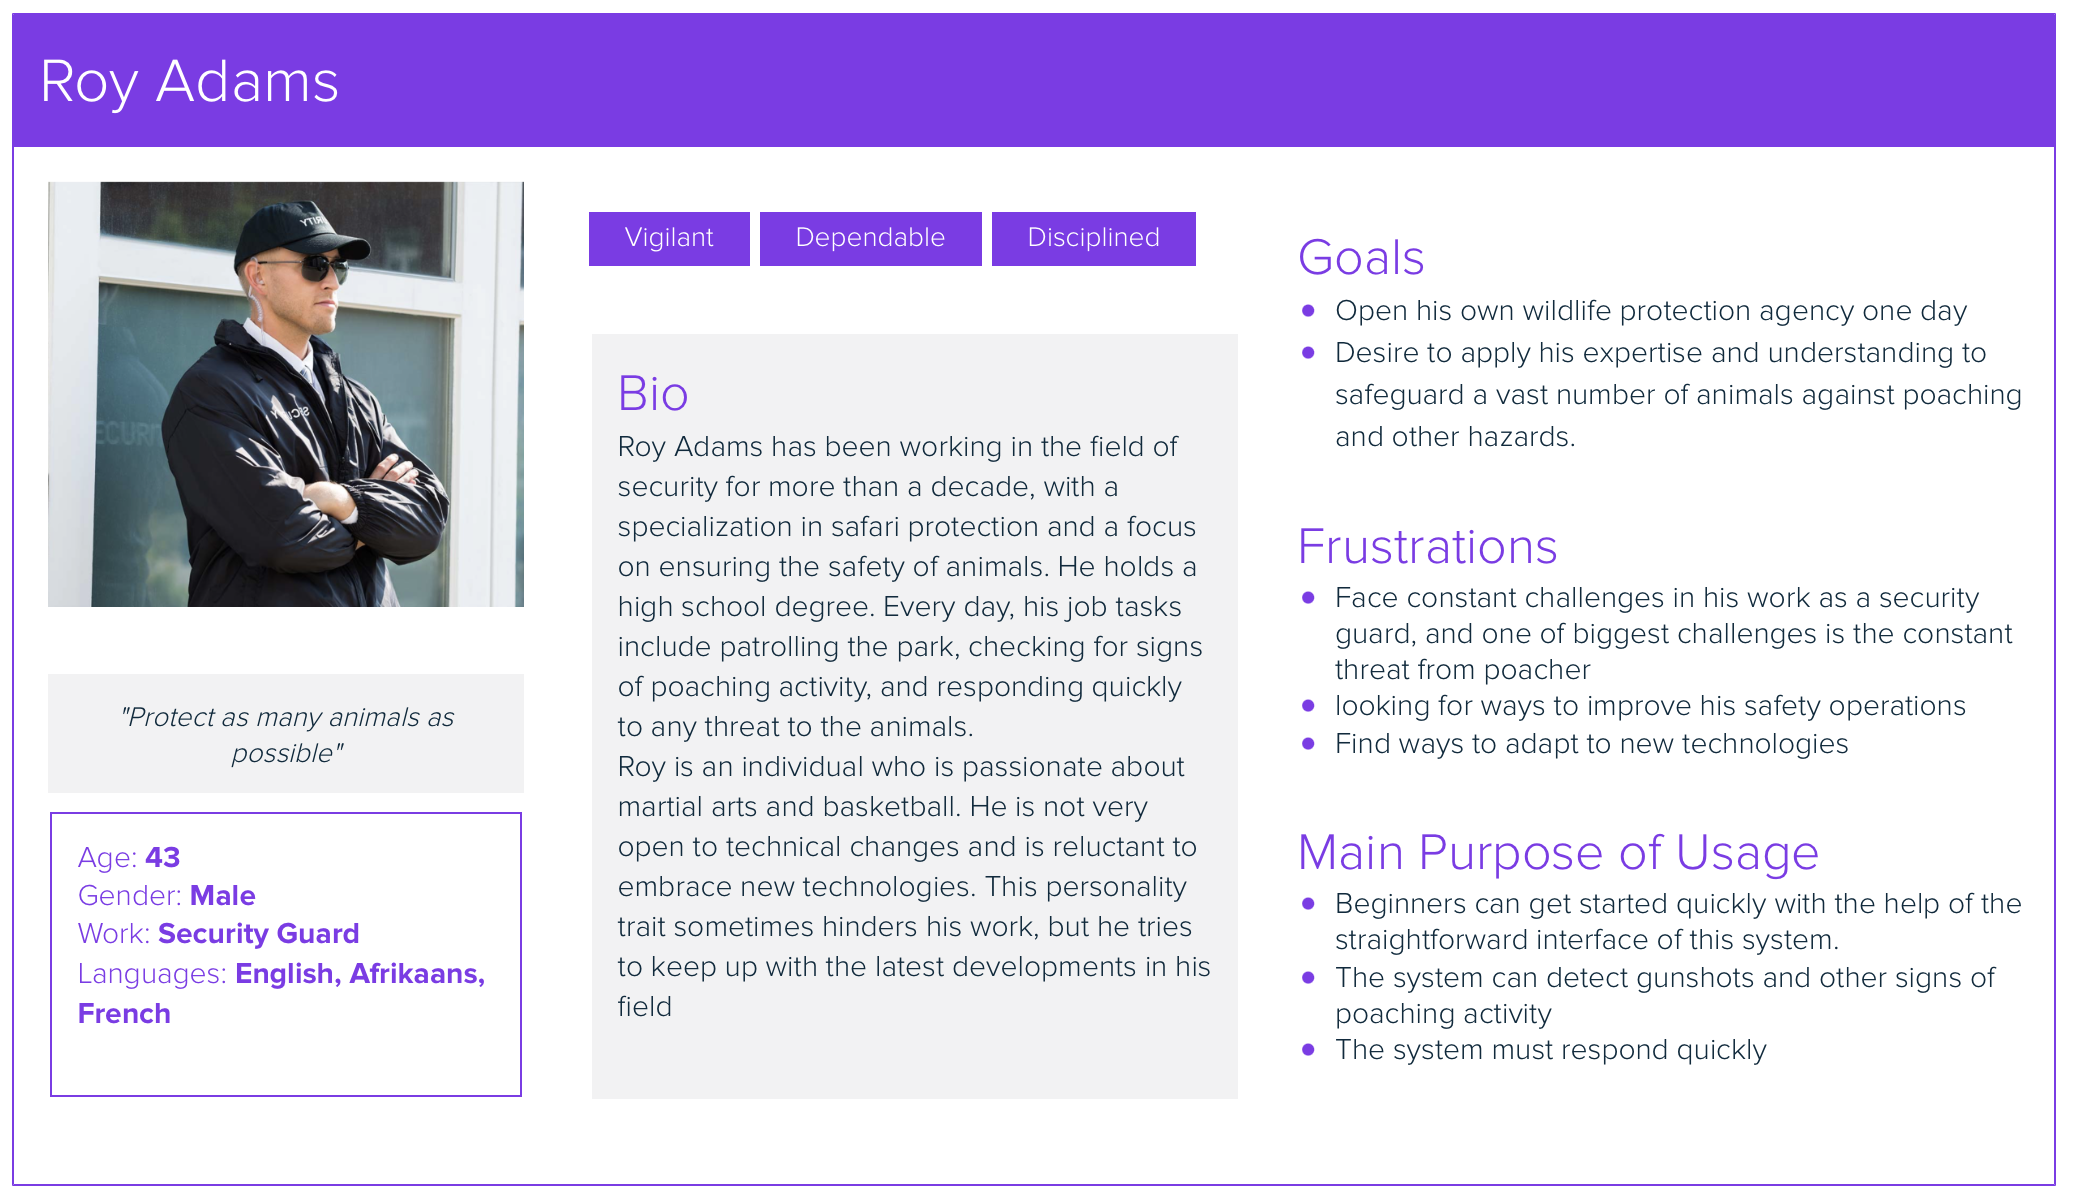 Roy Adams
"Protect as many animals as
possible"
Age: 43
Gender: Male
Work: Security Guard
Languages: English, Afrikaans,
French
Vigilant
Dependable
Disciplined
Bio
Roy Adams has been working in the field of
security for more than a decade, with a
specialization in safari protection and a focus
on ensuring the safety of animals. He holds a
high school degree. Every day, his job tasks
include patrolling the park, checking for signs
of poaching activity, and responding quickly
to any threat to the animals.
Roy is an individual who is passionate about
martial arts and basketball. He is not very
open to technical changes and is reluctant to
embrace new technologies. This personality
trait sometimes hinders his work, but he tries
to keep up with the latest developments in his
field
Goals
Open his own wildlife protection agency one day
Desire to apply his expertise and understanding to
safeguard a vast number of animals against poaching
and other hazards.
Frustrations
Face constant challenges in his work as a security
guard, and one of biggest challenges is the constant
threat from poacher
looking for ways to improve his safety operations
Find ways to adapt to new technologies
Main Purpose of Usage
Beginners can get started quickly with the help of the
straightforward interface of this system.
The system can detect gunshots and other signs of
poaching activity
The system must respond quickly